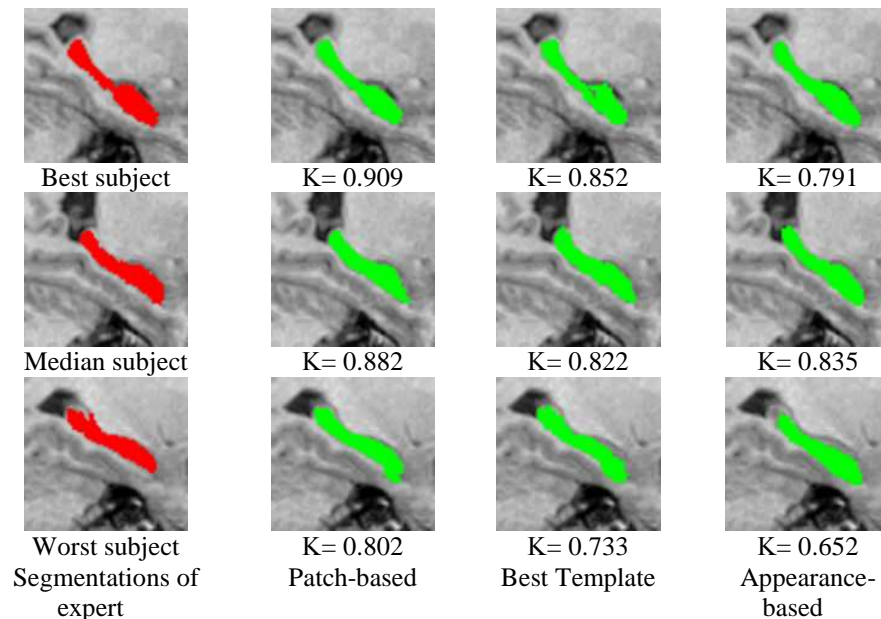 Best subject K= 0.909 K= 0.852 K= 0.791
Median subject K= 0.882 K= 0.822 K= 0.835
Worst subject K= 0.802 K= 0.733 K= 0.652
Segmentations of Patch-based Best Template Appearance-
expert based